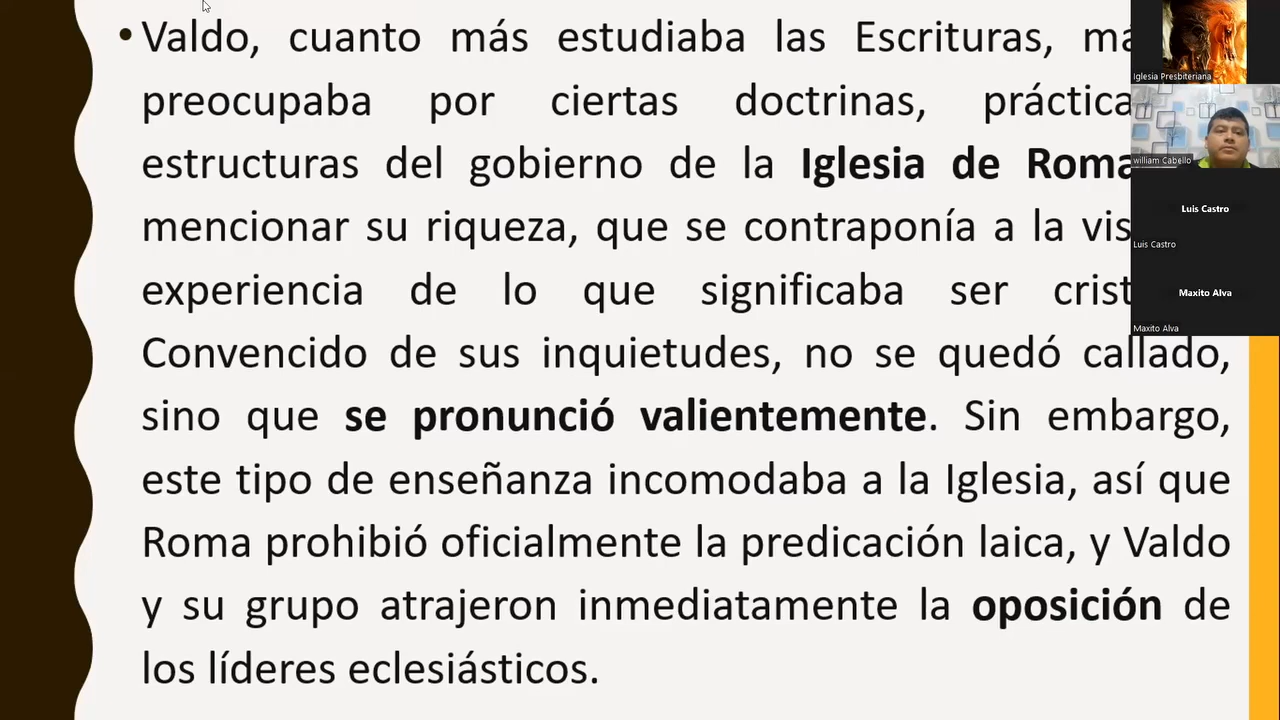 • Valdo, cuanto más estudiaba las Escrituras,
preocupaba por ciertas doctrinas,
estructuras del gobierno de la Iglesia de Roma
mencionar su riqueza, que se contraponía a la
experiencia de lo que significaba ser
Convencido de sus inquietudes, no se quedó callado,
sino que se pronunció valientemente. Sin embargo,
este tipo de enseñanza incomodaba a la Iglesia, así que
Roma prohibió oficialmente la predicación laica, y Valdo
y su grupo atrajeron inmediatamente la oposición de
los líderes eclesiásticos.
Iglesia Presbiteriana
william Cabello
Luis Castro
Luis Castro
Maxito Alva
Maxito Alva